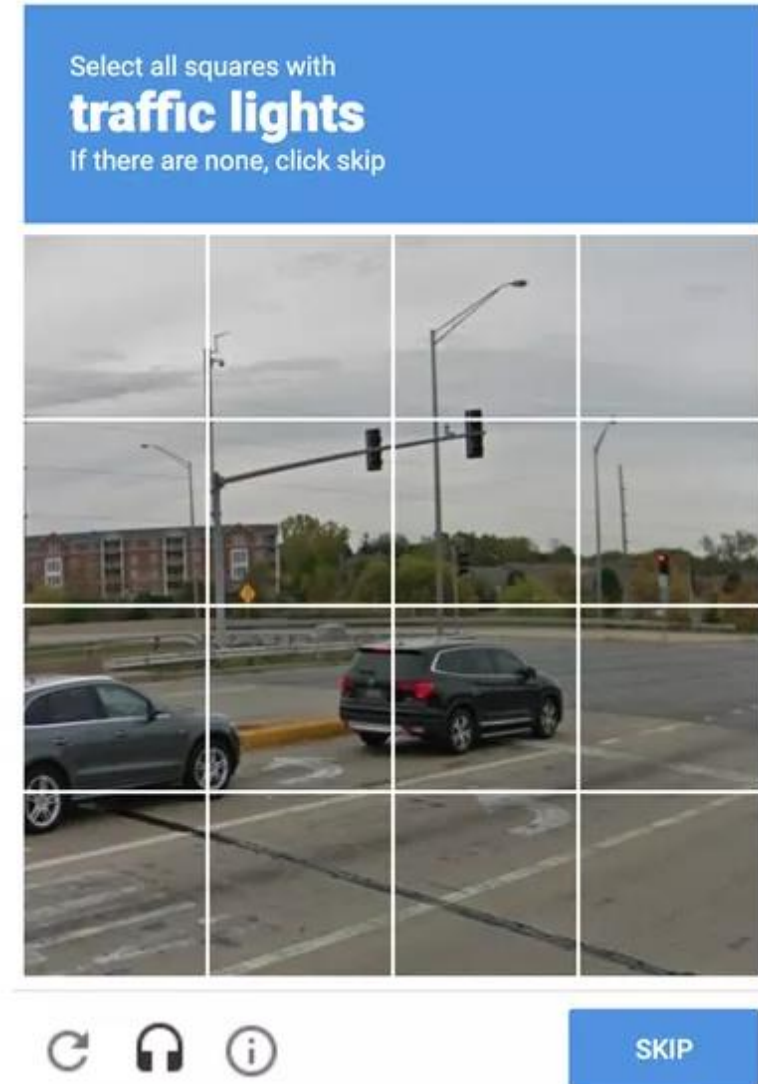 Select all squares with
traffic lights
If there are none, click skip
SKIP